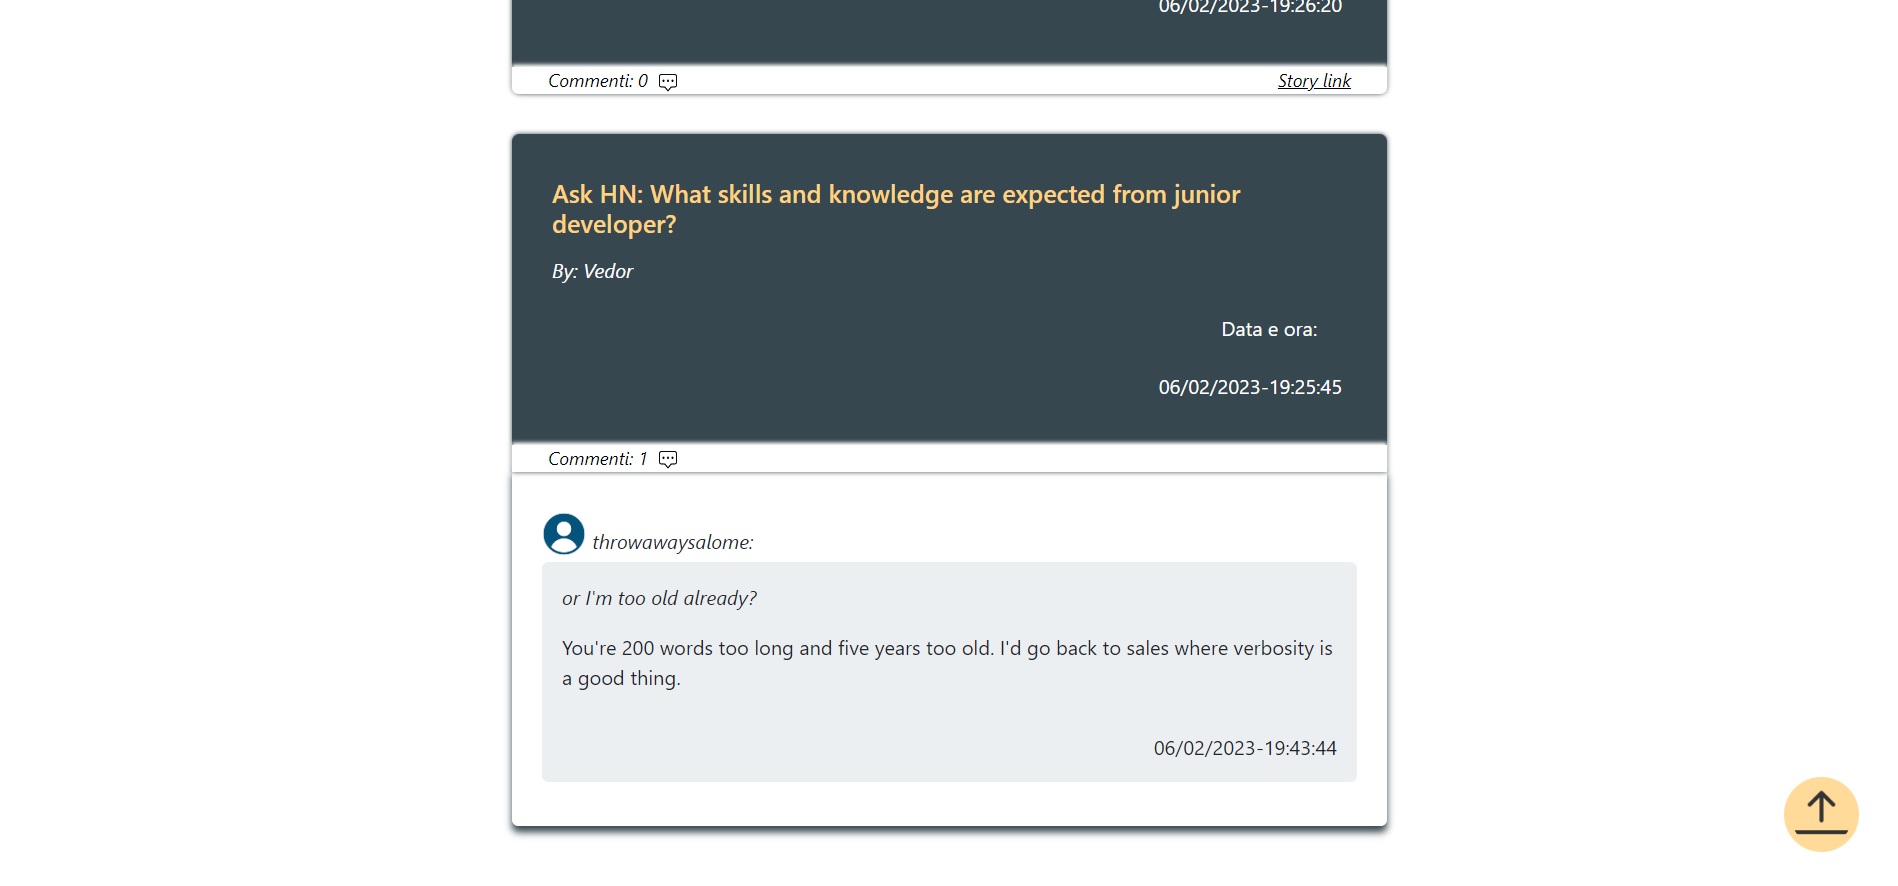 06/02/2023-19:26:20
Commenti: 0
Story link
Ask HN: What skills and knowledge are expected from junior
developer?
By: Vedor
Data e ora:
06/02/2023-19:25:45
Commenti: 1
throwawaysalome:
or I'm too old already?
You're 200 words too long and five years too old. I'd go back to sales where verbosity is
a good thing.
06/02/2023-19:43:44